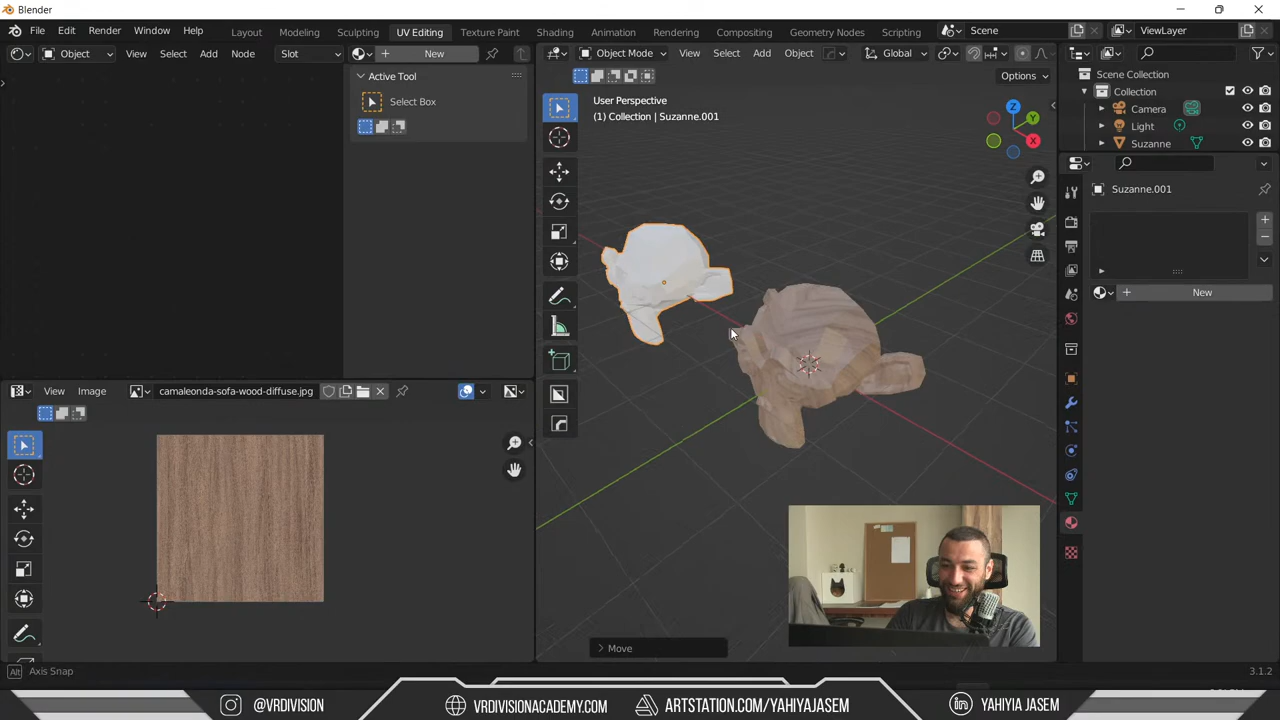 Blender
File Edit Render Window Help Layout Modeling Sculpting UV Editing Texture Paint Shading Animation Rendering Compositing Geometry Nodes Scripting Scene ViewLayer
Object View Select Add Node Slot New
Object Mode View Select Add Object Global
Options
Active Tool
Select Box
User Perspective
(1) Collection | Suzanne.001
Z
Y
X
Scene Collection
Collection
Camera
Light
Suzanne
Suzanne.001
New
View Image camaleonda-sofa-wood-diffuse.jpg
Move
Alt Axis Snap
3.1.2
@VRDIVISION VRDIVISIONACADEMY.COM ARTSTATION.COM/YAHIYAJASEM YAHIYIA JASEM